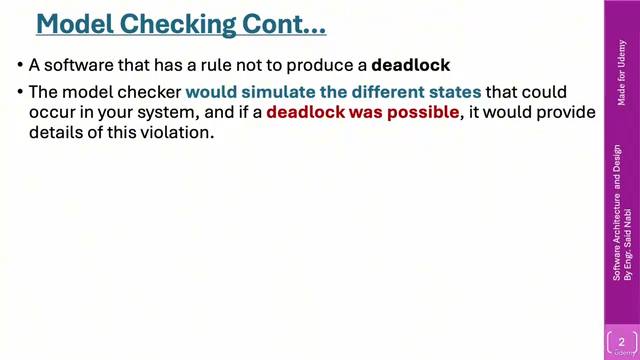 Model Checking Cont...
• A software that has a rule not to produce a deadlock
• The model checker would simulate the different states that could
occur in your system, and if a deadlock was possible, it would provide
details of this violation.
Made for Udemy
Software Architecture and Design
By Engr. Said Nabi
2
Udemy